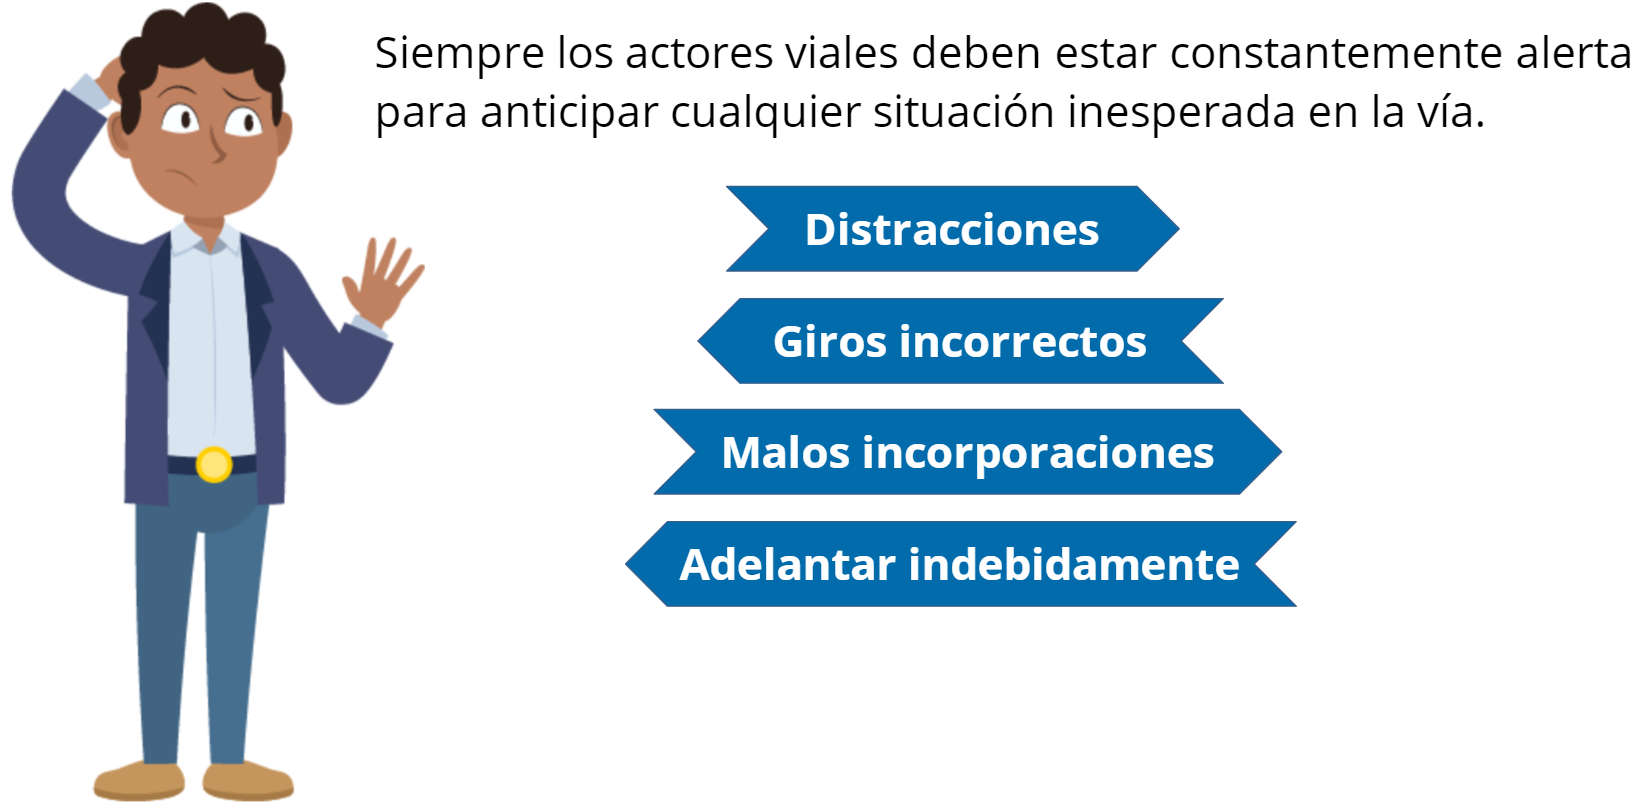 Siempre los actores viales deben estar constantemente alerta
para anticipar cualquier situación inesperada en la vía.
Distracciones
Giros incorrectos
Malos incorporaciones
Adelantar indebidamente